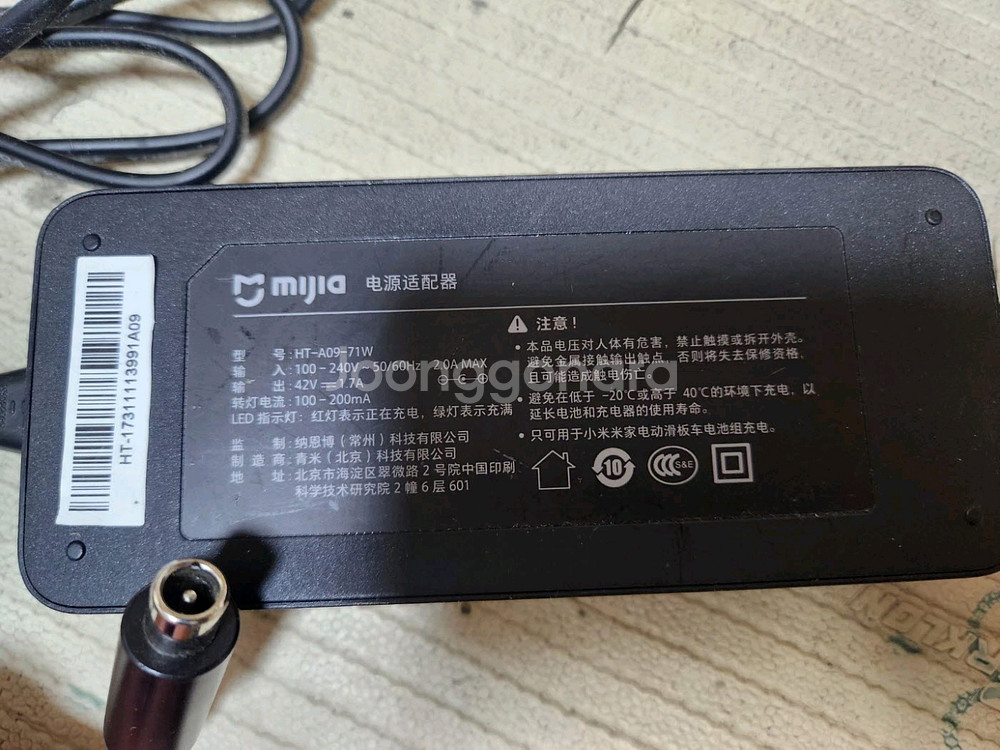 mijia 电源适配器
型 号：HT-A09-71W
输 入：100-240V～50/60Hz 2.0A MAX
输 出：42V⎓1.7A
转灯电流：100-200mA
LED 指示灯：红灯表示正在充电，绿灯表示充满
监 制：纳恩博（常州）科技有限公司
制 造 商：青米（北京）科技有限公司
地 址：北京市海淀区翠微路 2 号院中国印刷
科学技术研究院 2 幢 6 层 601
注意！
• 本品电压对人体有危害，禁止触摸或拆开外壳。
避免金属接触输出触点，否则将失去保修资格，
且可能造成触电伤亡。
• 避免在低于 -20℃或高于 40℃的环境下充电，以
延长电池和充电器的使用寿命。
• 只可用于小米米家电动滑板车电池组充电。
10
CCC S&E
HT-17311113991A09
joonggonara